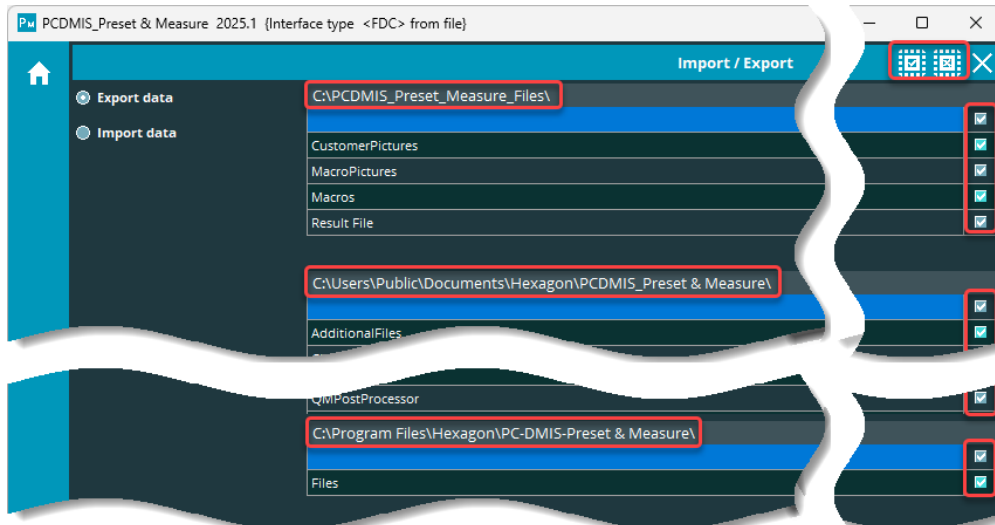 PM PCDMIS_Preset & Measure 2025.1 {Interface type <FDC> from file}
Import / Export
Export data
Import data
C:\PCDMIS_Preset_Measure_Files\
CustomerPictures
MacroPictures
Macros
Result File
C:\Users\Public\Documents\Hexagon\PCDMIS_Preset & Measure\
AdditionalFiles
QMPostProcessor
C:\Program Files\Hexagon\PC-DMIS-Preset & Measure\
Files